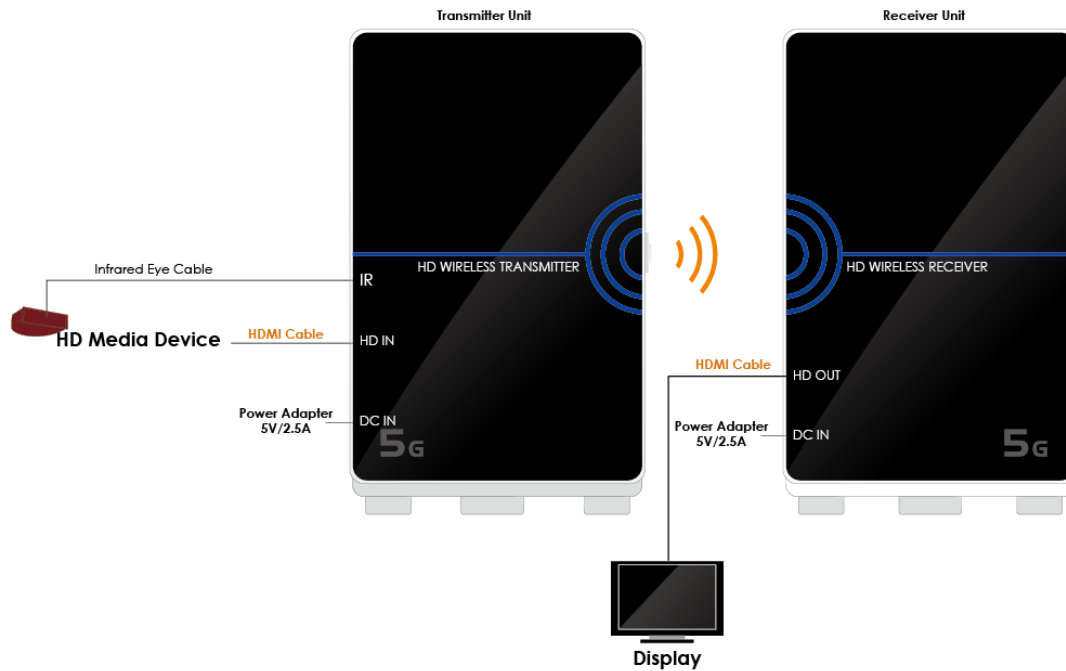 Transmitter Unit
Receiver Unit
HD WIRELESS TRANSMITTER
HD WIRELESS RECEIVER
Infrared Eye Cable
IR
HD Media Device
HDMI Cable
HD IN
HDMI Cable
HD OUT
Power Adapter
5V/2.5A
DC IN
Power Adapter
5V/2.5A
DC IN
5G
5G
Display